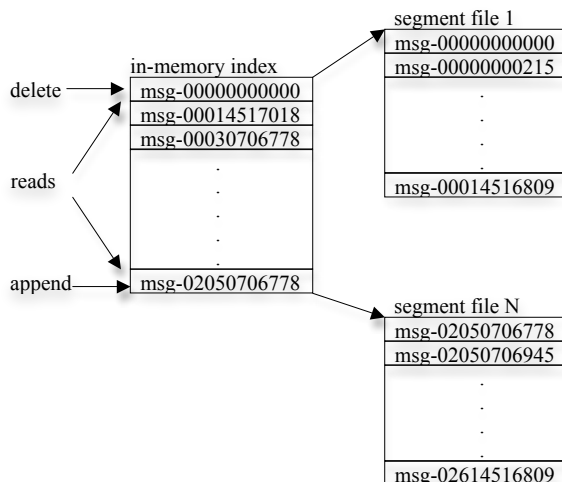 segment file 1
msg-00000000000
msg-00000000215
msg-00014516809
in-memory index
msg-00000000000
msg-00014517018
msg-00030706778
msg-02050706778
delete
reads
append
segment file N
msg-02050706778
msg-02050706945
msg-02614516809